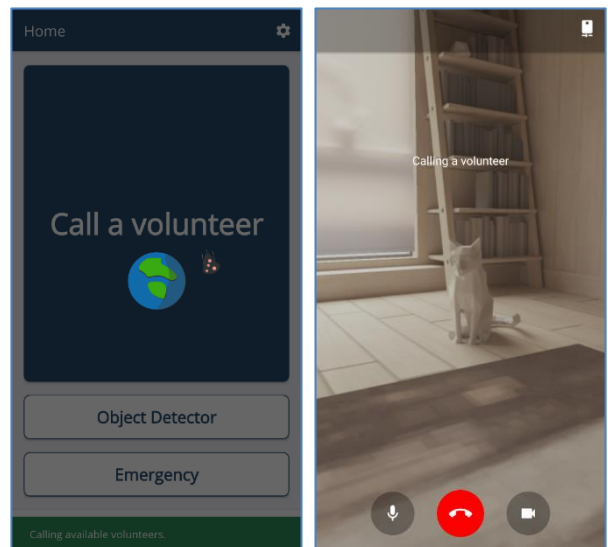 Home
Call a volunteer
Object Detector
Emergency
Calling available volunteers.
Calling a volunteer